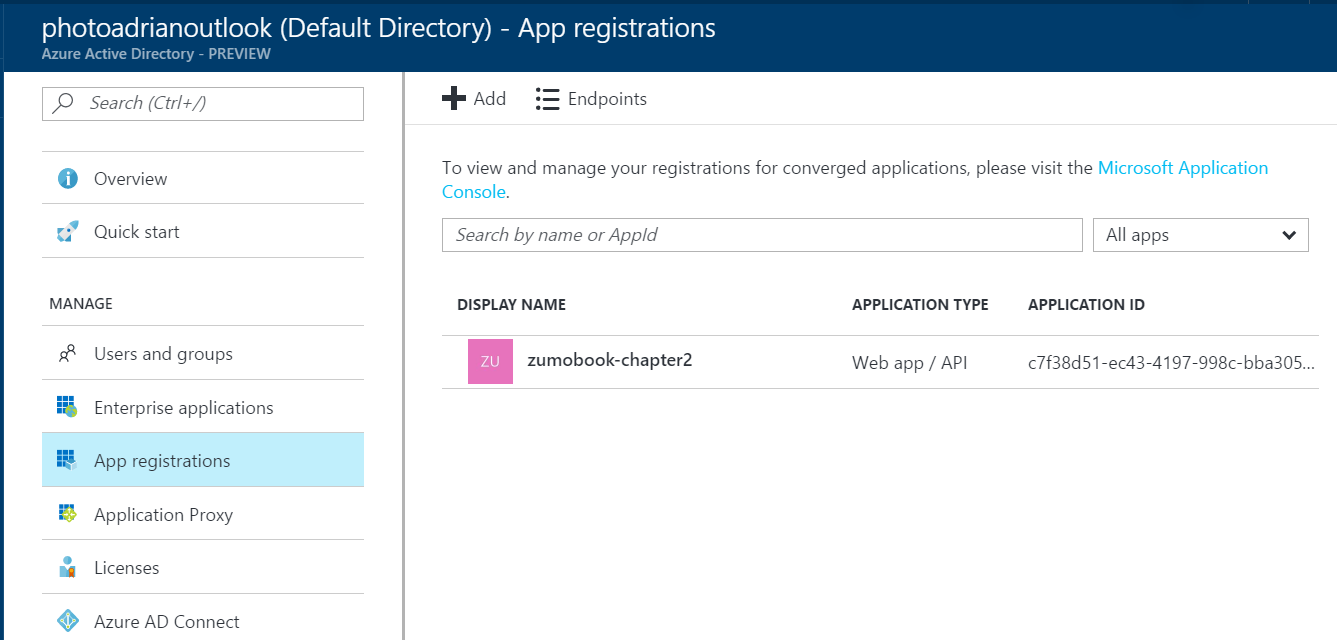 photoadrianoutlook (Default Directory) - App registrations
Azure Active Directory - PREVIEW
Search (Ctrl+/)
Overview
Quick start
MANAGE
Users and groups
Enterprise applications
App registrations
Application Proxy
Licenses
Azure AD Connect
Add Endpoints
To view and manage your registrations for converged applications, please visit the Microsoft Application
Console.
Search by name or AppId All apps
DISPLAY NAME APPLICATION TYPE APPLICATION ID
ZU zumobook-chapter2 Web app / API c7f38d51-ec43-4197-998c-bba305...